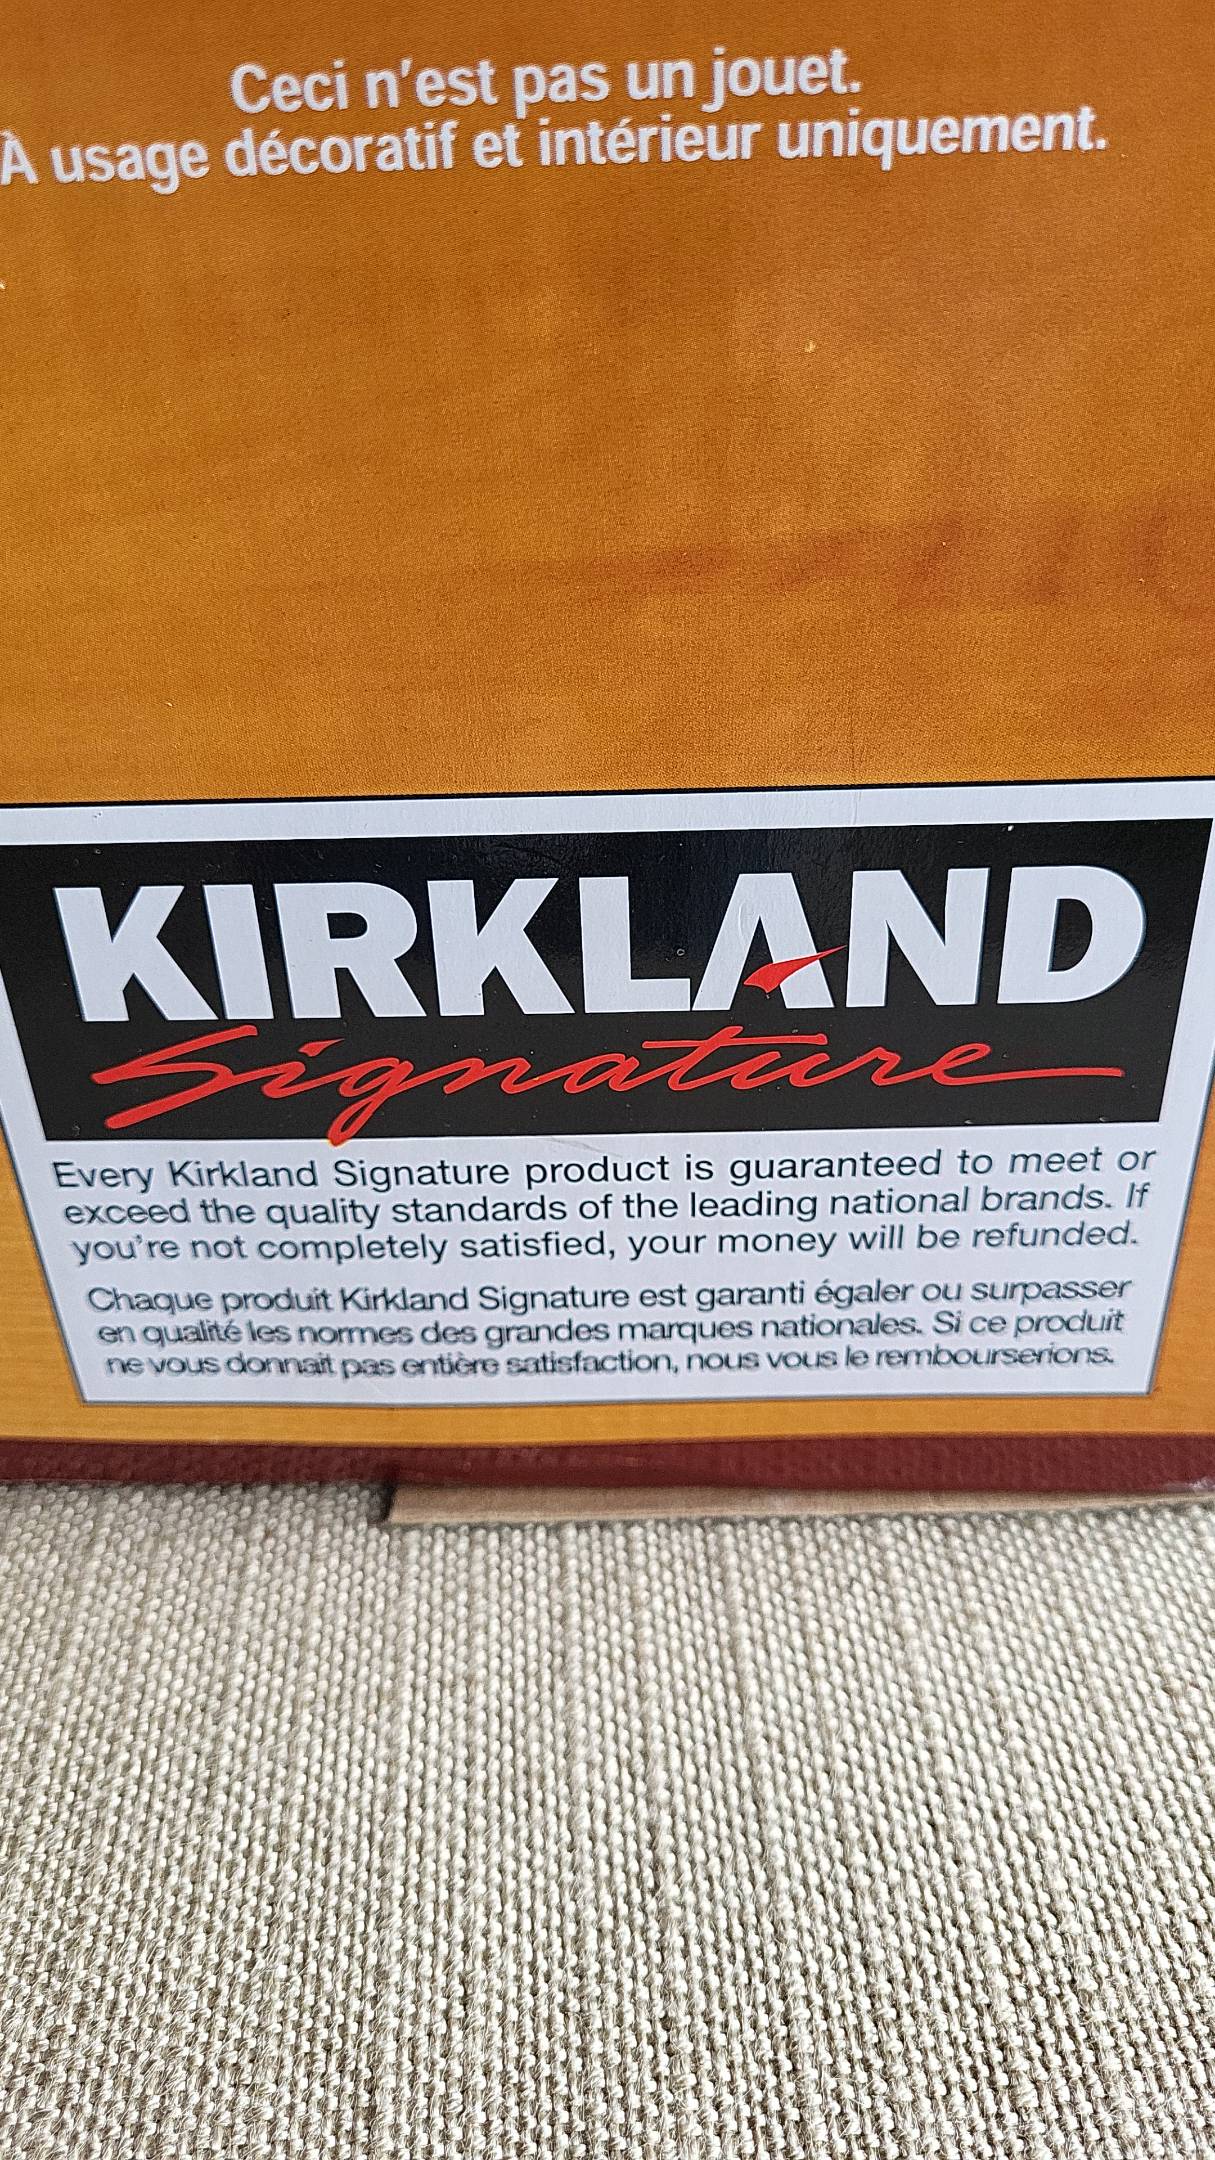 Ceci n'est pas un jouet.
À usage décoratif et intérieur uniquement.
KIRKLAND
Signature
Every Kirkland Signature product is guaranteed to meet or
exceed the quality standards of the leading national brands. If
you're not completely satisfied, your money will be refunded.
Chaque produit Kirkland Signature est garanti égaler ou surpasser
en qualité les normes des grandes marques nationales. Si ce produit
ne vous donnait pas entière satisfaction, nous vous le rembourserions.